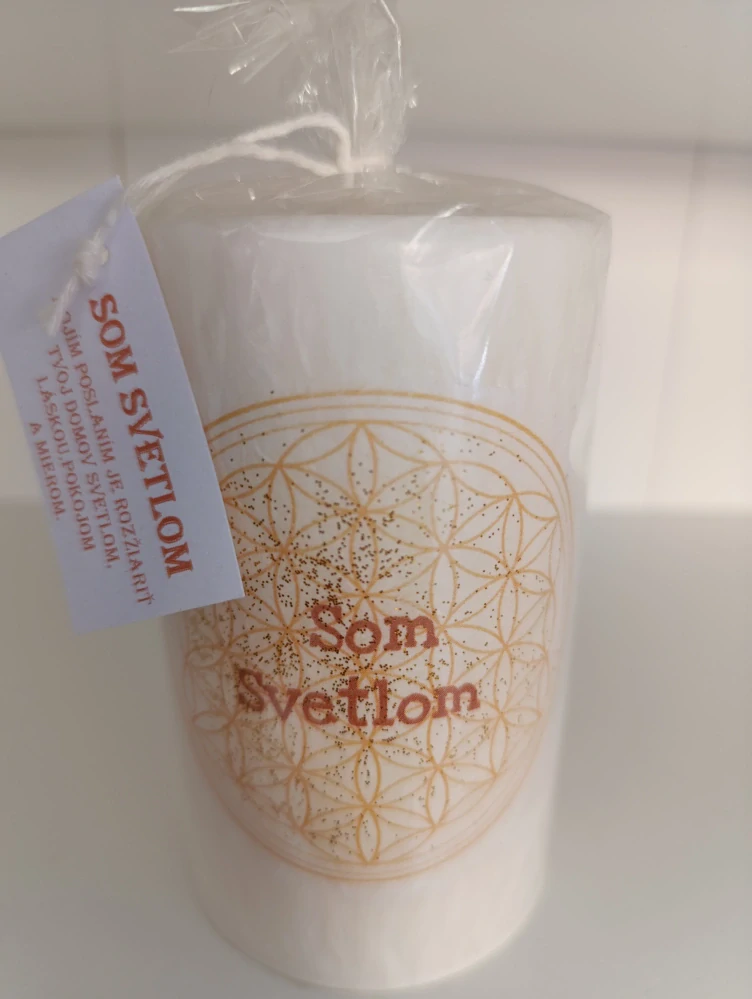 SOM SVETLOM
POSLANÍM JE ROZŽIARIŤ
TVOJ DOMOV SVETLOM,
LÁSKOU, POKOJOM
A MIEROM.
Som
Svetlom